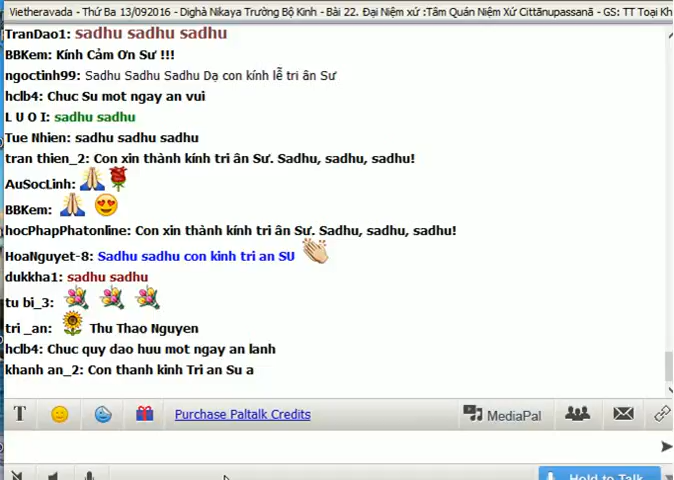 Vietheravada - Thứ Ba 13/09/2016 - Dighà Nikaya Trường Bộ Kinh - Bài 22. Đại Niệm xứ :Tâm Quán Niệm Xứ Cittānupassanā - GS: TT Toại Kh
TranDao1: sadhu sadhu sadhu
BBKem: Kính Cảm Ơn Sư !!!
ngoctinh99: Sadhu Sadhu Sadhu Dạ con kính lễ tri ân Sư
hclb4: Chuc Su mot ngay an vui
L U O I: sadhu sadhu
Tue Nhien: sadhu sadhu sadhu
tran thien_2: Con xin thành kính tri ân Sư. Sadhu, sadhu, sadhu!
AuSocLinh: 🙏🌹
BBKem: 🙏 😍
hocPhapPhatonline: Con xin thành kính tri ân Sư. Sadhu, sadhu, sadhu!
HoaNguyet-8: Sadhu sadhu con kinh tri an SU 👏
dukkha1: sadhu sadhu
tu bi_3: 💐 💐 💐
tri _an: 🌻 Thu Thao Nguyen
hclb4: Chuc quy dao huu mot ngay an lanh
khanh an_2: Con thanh kinh Tri an Su a
T Purchase Paltalk Credits MediaPal
Hold to Talk